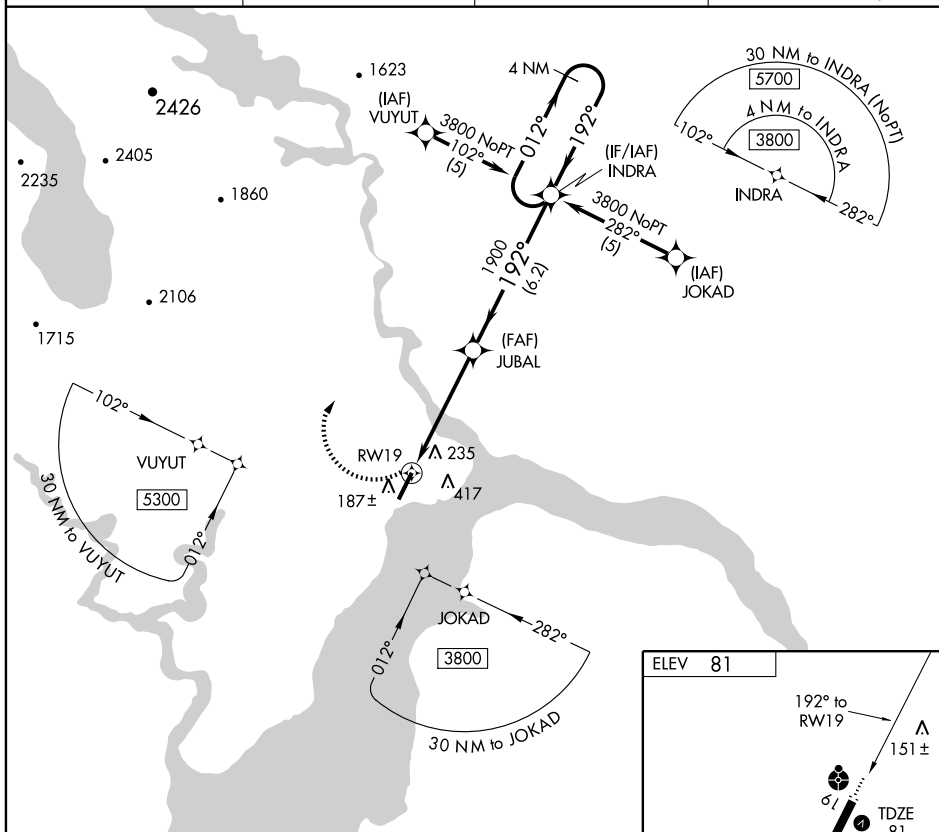 1623
2426
2405
2235
1860
2106
1715
(IAF)
VUYUT
3800 NoPT
102°
(5)
4 NM
012°
192°
(IF/IAF)
INDRA
3800 NoPT
282°
(5)
(IAF)
JOKAD
1900
192°
(6.2)
(FAF)
JUBAL
RW19
235
187±
417
30 NM to INDRA (NoPT)
5700
4 NM to INDRA
3800
102°
INDRA
282°
102°
VUYUT
5300
012°
30 NM to VUYUT
JOKAD
012°
282°
3800
30 NM to JOKAD
ELEV 81
192° to
RW19
151±
19
TDZE
81